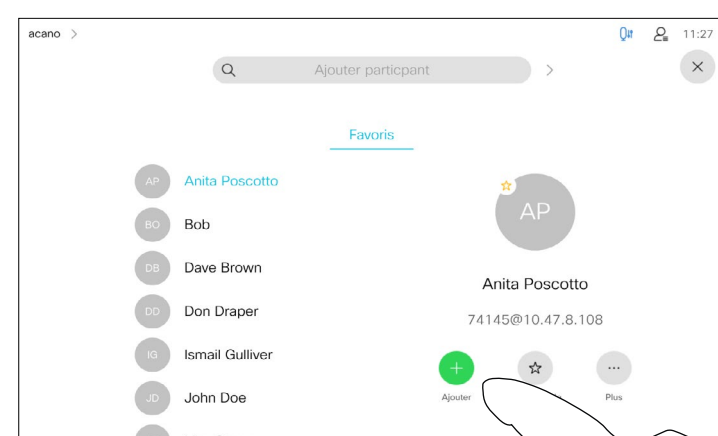 acano >
11:27
Ajouter particpant >
Favoris
AP Anita Poscotto
BO Bob
DB Dave Brown
DD Don Draper
IG Ismail Gulliver
JD John Doe
AP
Anita Poscotto
74145@10.47.8.108
Ajouter
Plus